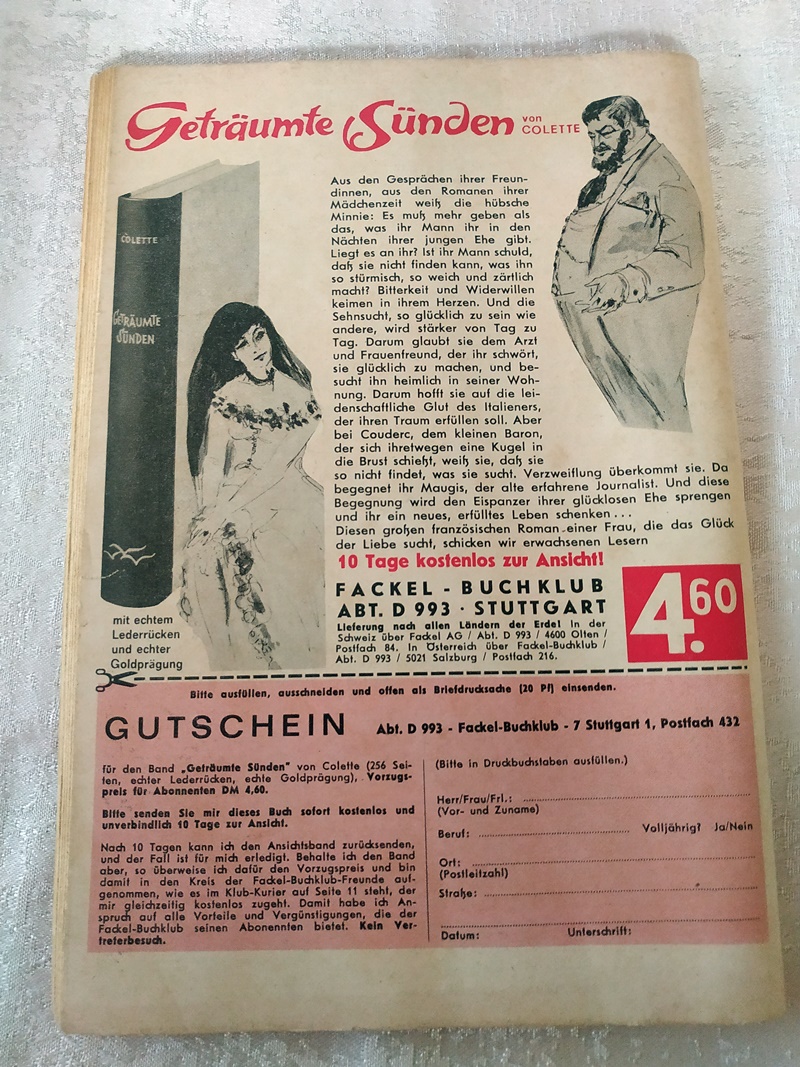 Geträumte Sünden von COLETTE
COLETTE
GETRÄUMTE
SÜNDEN
Aus den Gesprächen ihrer Freun-
dinnen, aus den Romanen ihrer
Mädchenzeit weiß die hübsche
Minnie: Es muß mehr geben als
das, was ihr Mann ihr in den
Nächten ihrer jungen Ehe gibt.
Liegt es an ihr? Ist ihr Mann schuld,
daß sie nicht finden kann, was ihn
so stürmisch, so weich und zärtlich
macht? Bitterkeit und Widerwillen
keimen in ihrem Herzen. Und die
Sehnsucht, so glücklich zu sein wie
andere, wird stärker von Tag zu
Tag. Darum glaubt sie dem Arzt
und Frauenfreund, der ihr schwört,
sie glücklich zu machen, und be-
sucht ihn heimlich in seiner Woh-
nung. Darum hofft sie auf die lei-
denschaftliche Glut des Italieners,
der ihren Traum erfüllen soll. Aber
bei Couderc, dem kleinen Baron,
der sich ihretwegen eine Kugel in
die Brust schießt, weiß sie, daß sie
so nicht findet, was sie sucht. Verzweiflung überkommt sie. Da
begegnet ihr Maugis, der alte erfahrene Journalist. Und diese
Begegnung wird den Eispanzer ihrer glücklosen Ehe sprengen
und ihr ein neues, erfülltes Leben schenken ...
Diesen großen französischen Roman einer Frau, die das Glück
der Liebe sucht, schicken wir erwachsenen Lesern
10 Tage kostenlos zur Ansicht!
FACKEL - BUCHKLUB
ABT. D 993 · STUTTGART
Lieferung nach allen Ländern der Erde! In der
Schweiz über Fackel AG / Abt. D 993 / 4600 Olten /
Postfach 84. In Österreich über Fackel-Buchklub /
Abt. D 993 / 5021 Salzburg / Postfach 216.
4.60
mit echtem
Lederrücken
und echter
Goldprägung
Bitte ausfüllen, ausschneiden und offen als Briefdrucksache (20 Pf) einsenden.
GUTSCHEIN Abt. D 993 - Fackel-Buchklub - 7 Stuttgart 1, Postfach 432
für den Band „Geträumte Sünden" von Colette (256 Sei-
ten, echter Lederrücken, echte Goldprägung), Vorzugs-
preis für Abonnenten DM 4,60.
Bitte senden Sie mir dieses Buch sofort kostenlos und
unverbindlich 10 Tage zur Ansicht.
Nach 10 Tagen kann ich den Ansichtsband zurücksenden,
und der Fall ist für mich erledigt. Behalte ich den Band
aber, so überweise ich dafür den Vorzugspreis und bin
damit in den Kreis der Fackel-Buchklub-Freunde auf-
genommen, wie es im Klub-Kurier auf Seite 11 steht, der
mir gleichzeitig kostenlos zugeht. Damit habe ich An-
spruch auf alle Vorteile und Vergünstigungen, die der
Fackel-Buchklub seinen Abonennten bietet. Kein Ver-
treterbesuch.
(Bitte in Druckbuchstaben ausfüllen.)
Herr/Frau/Frl.:
(Vor- und Zuname)
Beruf: Volljährig? Ja/Nein
Ort:
(Postleitzahl)
Straße:
Datum: Unterschrift: